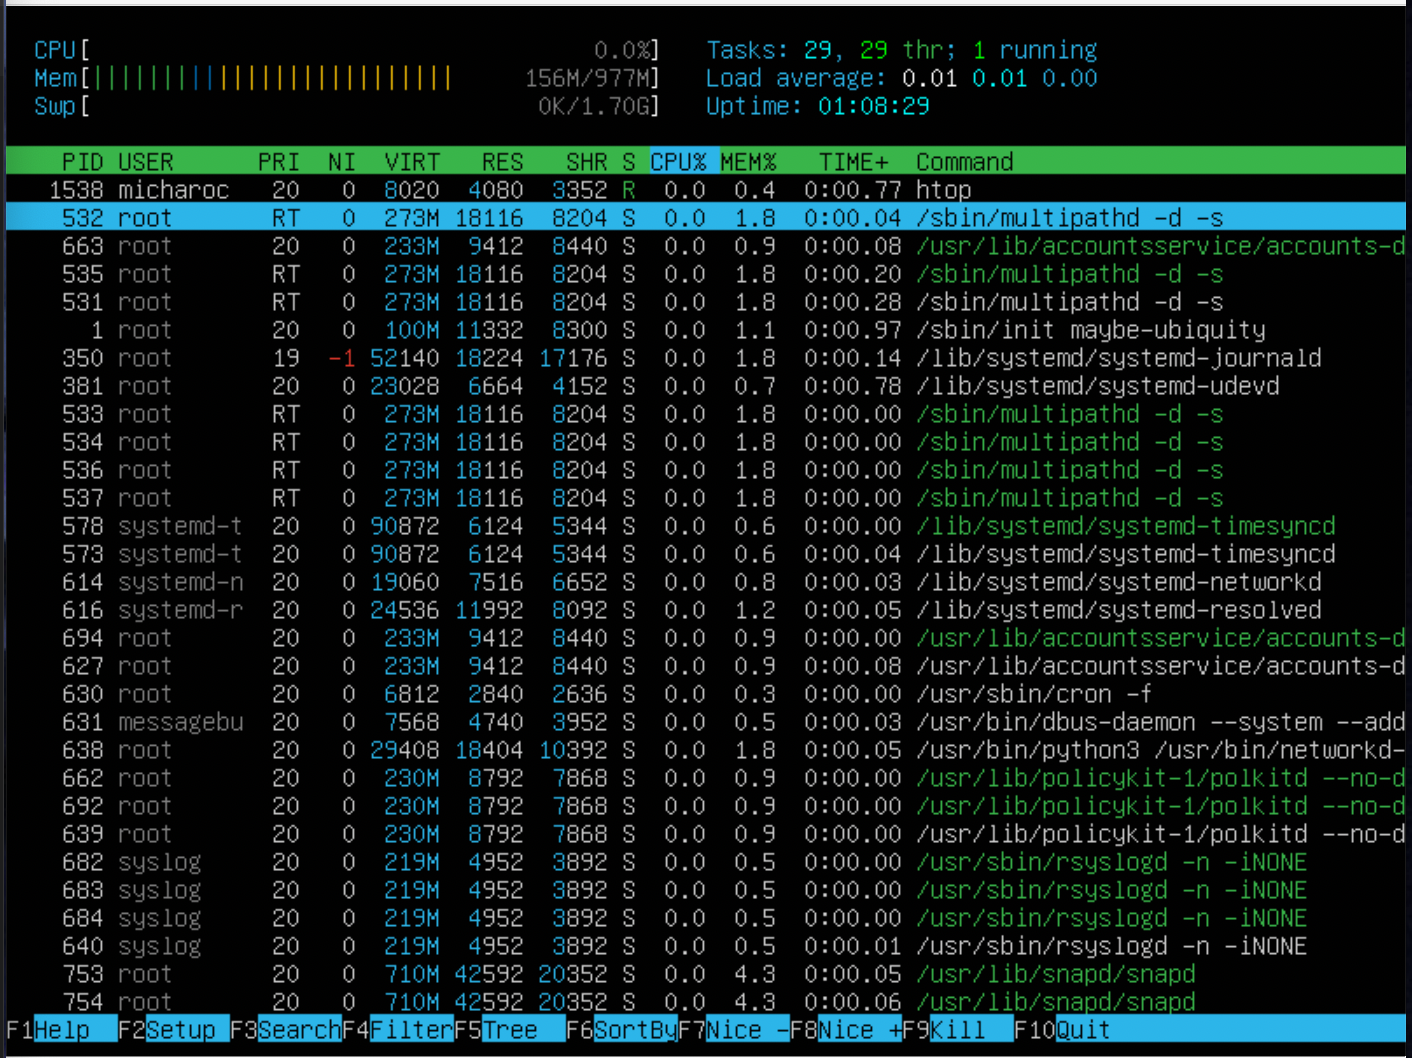 CPU[ 0.0%] Tasks: 29, 29 thr; 1 running
Mem[||||||||||||||||||||||||||| 156M/977M] Load average: 0.01 0.01 0.00
Swp[ 0K/1.70G] Uptime: 01:08:29
PID USER PRI NI VIRT RES SHR S CPU% MEM% TIME+ Command
1538 micharoc 20 0 8020 4080 3352 R 0.0 0.4 0:00.77 htop
532 root RT 0 273M 18116 8204 S 0.0 1.8 0:00.04 /sbin/multipathd -d -s
663 root 20 0 233M 9412 8440 S 0.0 0.9 0:00.08 /usr/lib/accountsservice/accounts-d
535 root RT 0 273M 18116 8204 S 0.0 1.8 0:00.20 /sbin/multipathd -d -s
531 root RT 0 273M 18116 8204 S 0.0 1.8 0:00.28 /sbin/multipathd -d -s
1 root 20 0 100M 11332 8300 S 0.0 1.1 0:00.97 /sbin/init maybe-ubiquity
350 root 19 -1 52140 18224 17176 S 0.0 1.8 0:00.14 /lib/systemd/systemd-journald
381 root 20 0 23028 6664 4152 S 0.0 0.7 0:00.78 /lib/systemd/systemd-udevd
533 root RT 0 273M 18116 8204 S 0.0 1.8 0:00.00 /sbin/multipathd -d -s
534 root RT 0 273M 18116 8204 S 0.0 1.8 0:00.00 /sbin/multipathd -d -s
536 root RT 0 273M 18116 8204 S 0.0 1.8 0:00.00 /sbin/multipathd -d -s
537 root RT 0 273M 18116 8204 S 0.0 1.8 0:00.00 /sbin/multipathd -d -s
578 systemd-t 20 0 90872 6124 5344 S 0.0 0.6 0:00.00 /lib/systemd/systemd-timesyncd
573 systemd-t 20 0 90872 6124 5344 S 0.0 0.6 0:00.04 /lib/systemd/systemd-timesyncd
614 systemd-n 20 0 19060 7516 6652 S 0.0 0.8 0:00.03 /lib/systemd/systemd-networkd
616 systemd-r 20 0 24536 11992 8092 S 0.0 1.2 0:00.05 /lib/systemd/systemd-resolved
694 root 20 0 233M 9412 8440 S 0.0 0.9 0:00.00 /usr/lib/accountsservice/accounts-d
627 root 20 0 233M 9412 8440 S 0.0 0.9 0:00.08 /usr/lib/accountsservice/accounts-d
630 root 20 0 6812 2840 2636 S 0.0 0.3 0:00.00 /usr/sbin/cron -f
631 messagebu 20 0 7568 4740 3952 S 0.0 0.5 0:00.03 /usr/bin/dbus-daemon --system --add
638 root 20 0 29408 18404 10392 S 0.0 1.8 0:00.05 /usr/bin/python3 /usr/bin/networkd-
662 root 20 0 230M 8792 7868 S 0.0 0.9 0:00.00 /usr/lib/policykit-1/polkitd --no-d
692 root 20 0 230M 8792 7868 S 0.0 0.9 0:00.00 /usr/lib/policykit-1/polkitd --no-d
639 root 20 0 230M 8792 7868 S 0.0 0.9 0:00.00 /usr/lib/policykit-1/polkitd --no-d
682 syslog 20 0 219M 4952 3892 S 0.0 0.5 0:00.00 /usr/sbin/rsyslogd -n -iNONE
683 syslog 20 0 219M 4952 3892 S 0.0 0.5 0:00.00 /usr/sbin/rsyslogd -n -iNONE
684 syslog 20 0 219M 4952 3892 S 0.0 0.5 0:00.00 /usr/sbin/rsyslogd -n -iNONE
640 syslog 20 0 219M 4952 3892 S 0.0 0.5 0:00.01 /usr/sbin/rsyslogd -n -iNONE
753 root 20 0 710M 42592 20352 S 0.0 4.3 0:00.05 /usr/lib/snapd/snapd
754 root 20 0 710M 42592 20352 S 0.0 4.3 0:00.06 /usr/lib/snapd/snapd
F1Help F2Setup F3SearchF4FilterF5Tree F6SortByF7Nice -F8Nice +F9Kill F10Quit